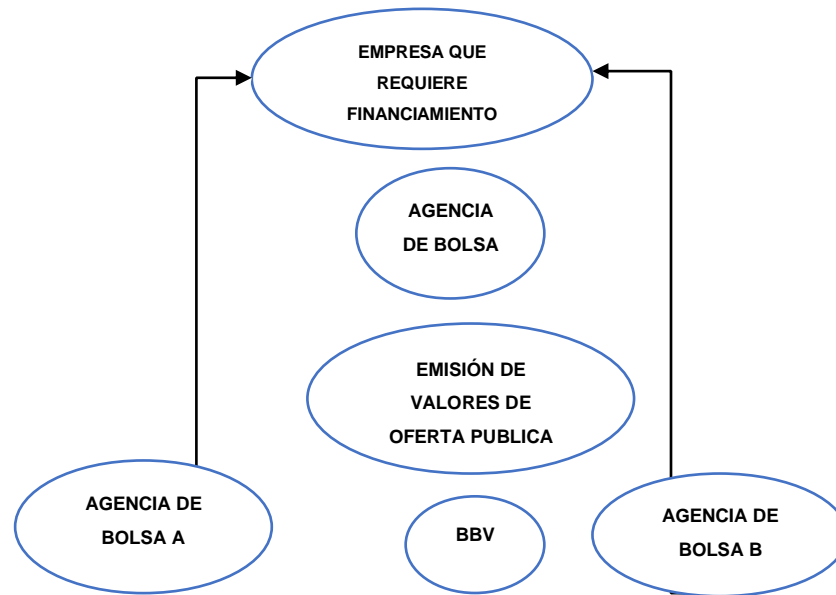 EMPRESA QUE
REQUIERE
FINANCIAMIENTO
AGENCIA
DE BOLSA
EMISIÓN DE
VALORES DE
OFERTA PUBLICA
AGENCIA DE
BOLSA A
BBV
AGENCIA DE
BOLSA B